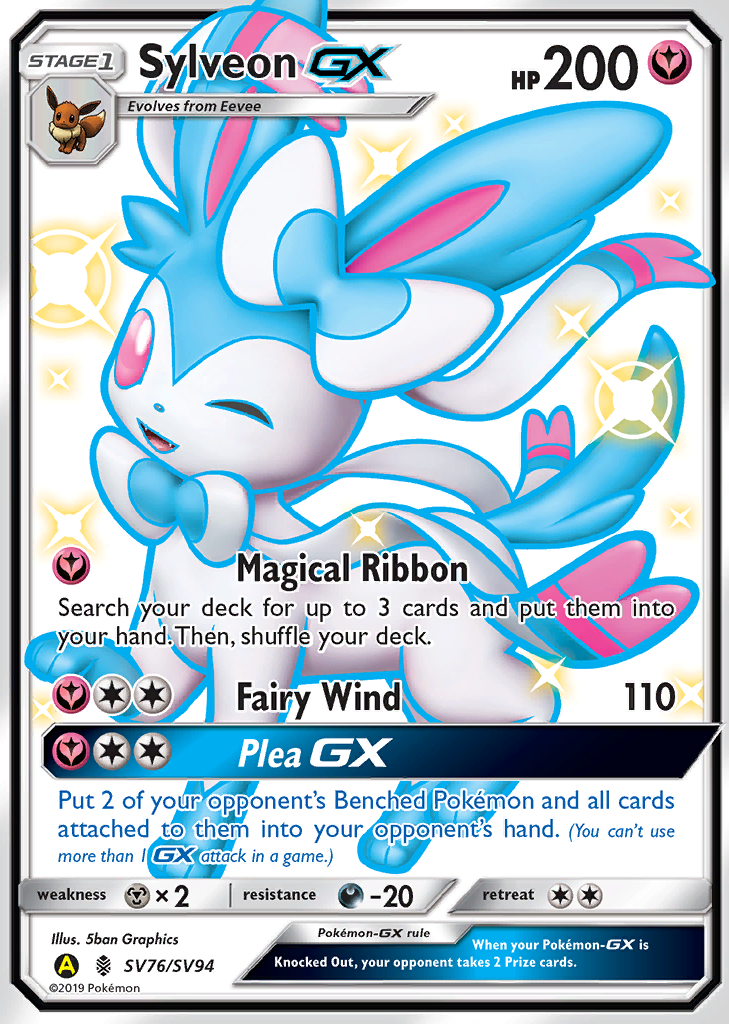 STAGE1
Sylveon GX
HP200
Evolves from Eevee
Magical Ribbon
Search your deck for up to 3 cards and put them into
your hand. Then, shuffle your deck.
Fairy Wind 110
Plea GX
Put 2 of your opponent's Benched Pokémon and all cards
attached to them into your opponent's hand. (You can't use
more than 1 GX attack in a game.)
weakness ×2 resistance -20 retreat
Illus. 5ban Graphics
Pokémon-GX rule
When your Pokémon-GX is
Knocked Out, your opponent takes 2 Prize cards.
A SV76/SV94
©2019 Pokémon